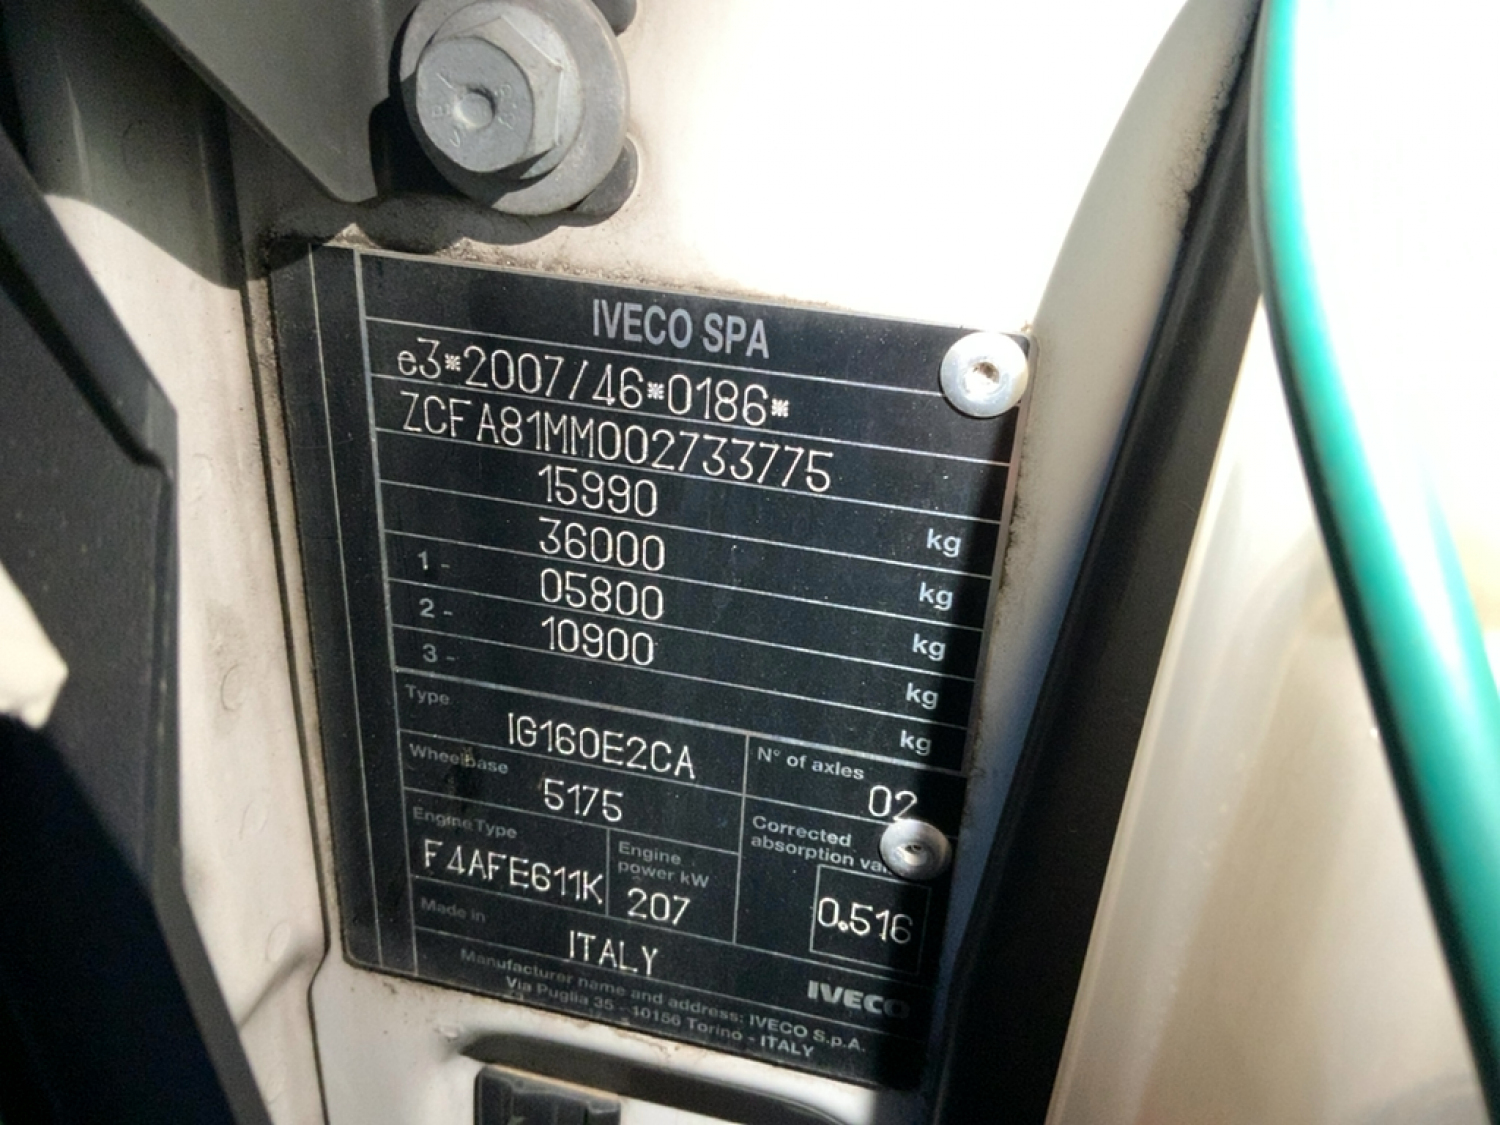 IVECO SPA
e3*2007/46*0186*
ZCFA81MM002733775
15990 kg
36000 kg
1 - 05800 kg
2 - 10900 kg
3 - kg
Type
IG160E2CA
N° of axles
02
Wheelbase
5175
Corrected
absorption
0.516
Engine Type
F4AFE611K
Engine
power kW
207
Made in
ITALY
IVECO
Manufacturer name and address: IVECO S.p.A.
Via Puglia 35 - 10156 Torino - ITALY